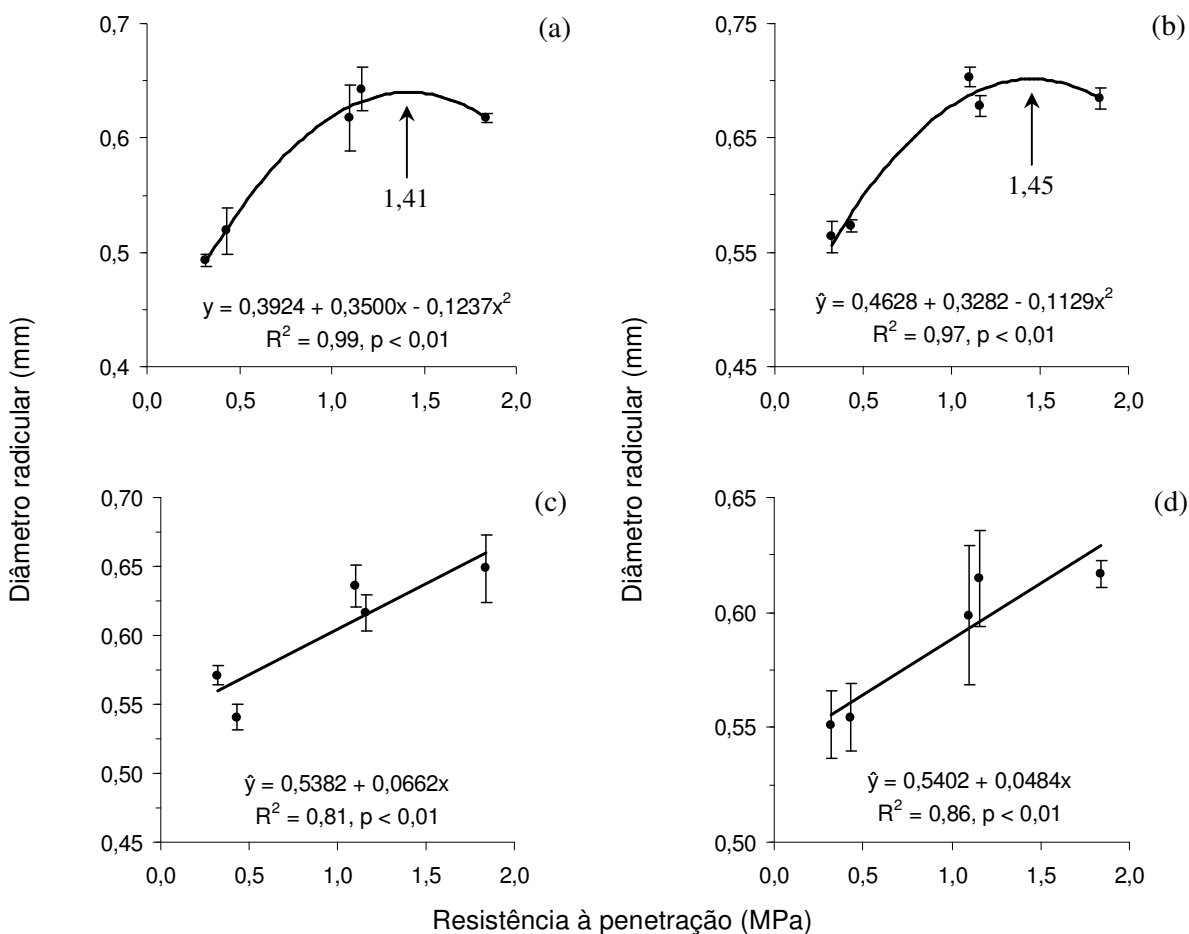 (a)
0,7
0,6
0,5
0,4
1,41
y = 0,3924 + 0,3500x - 0,1237x²
R² = 0,99, p < 0,01
0,0 0,5 1,0 1,5 2,0
(b)
0,75
0,65
0,55
0,45
1,45
ŷ = 0,4628 + 0,3282 - 0,1129x²
R² = 0,97, p < 0,01
0,0 0,5 1,0 1,5 2,0
Diâmetro radicular (mm)
Diâmetro radicular (mm)
(c)
0,70
0,65
0,60
0,55
0,50
0,45
ŷ = 0,5382 + 0,0662x
R² = 0,81, p < 0,01
0,0 0,5 1,0 1,5 2,0
(d)
0,65
0,60
0,55
0,50
ŷ = 0,5402 + 0,0484x
R² = 0,86, p < 0,01
0,0 0,5 1,0 1,5 2,0
Resistência à penetração (MPa)